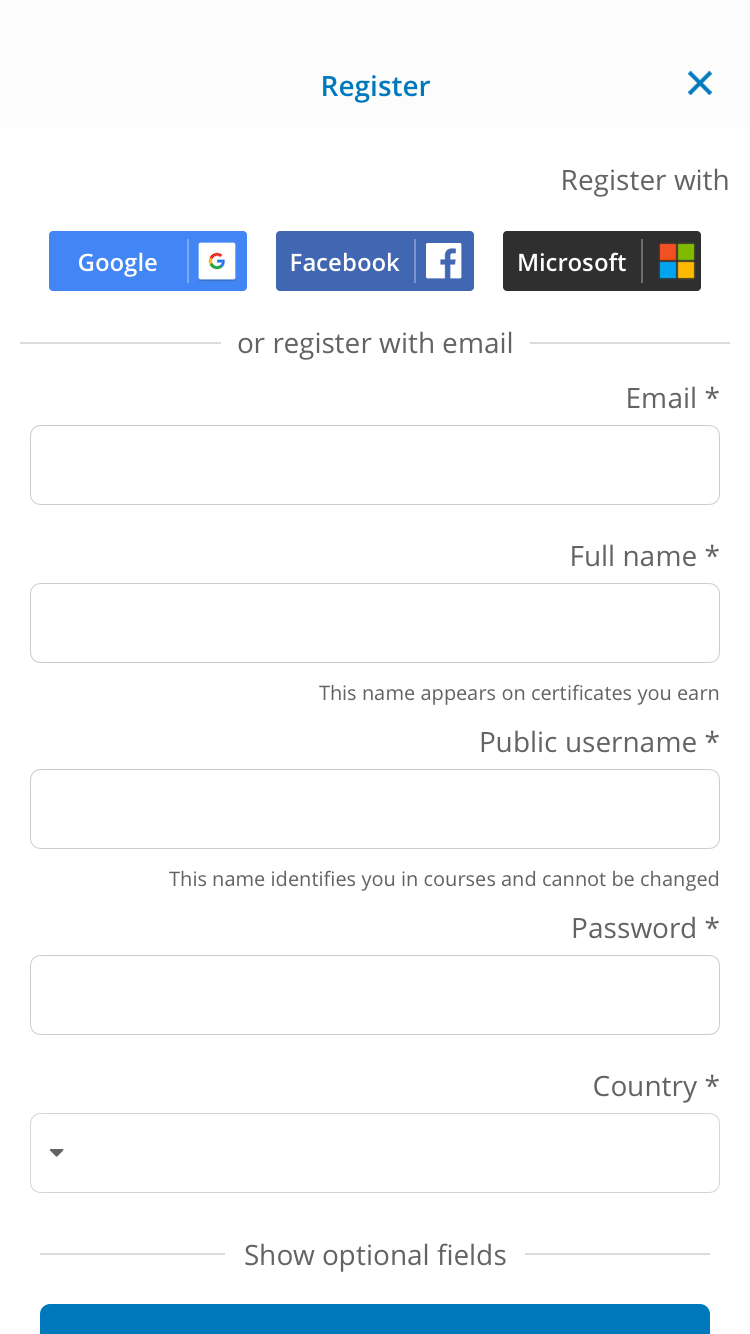 Register
Register with
Google
Facebook
Microsoft
or register with email
Email *
Full name *
This name appears on certificates you earn
Public username *
This name identifies you in courses and cannot be changed
Password *
Country *
Show optional fields